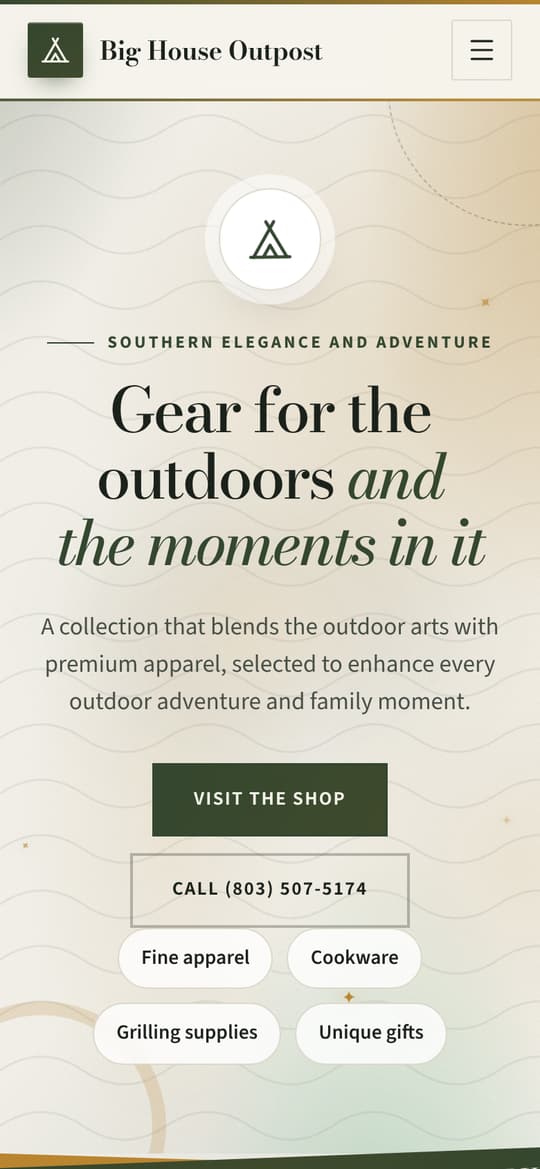 Big House Outpost
SOUTHERN ELEGANCE AND ADVENTURE
Gear for the
outdoors and
the moments in it
A collection that blends the outdoor arts with
premium apparel, selected to enhance every
outdoor adventure and family moment.
VISIT THE SHOP
CALL (803) 507-5174
Fine apparel
Cookware
Grilling supplies
Unique gifts